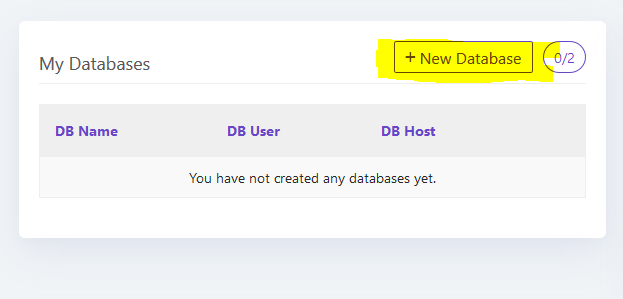 My Databases
+ New Database 0/2
DB Name DB User DB Host
You have not created any databases yet.